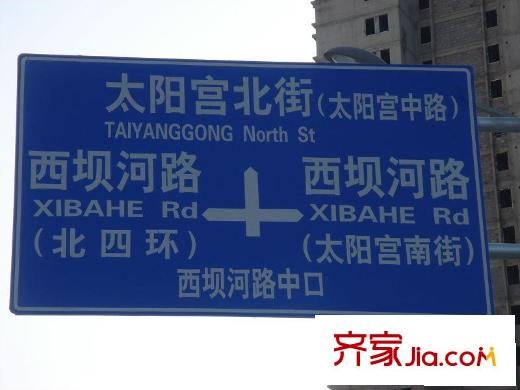 太阳宫北街(太阳宫中路)
TAIYANGGONG North St
西坝河路 西坝河路
XIBAHE Rd XIBAHE Rd
(北四环) (太阳宫南街)
西坝河路中口
齐家Jia.com